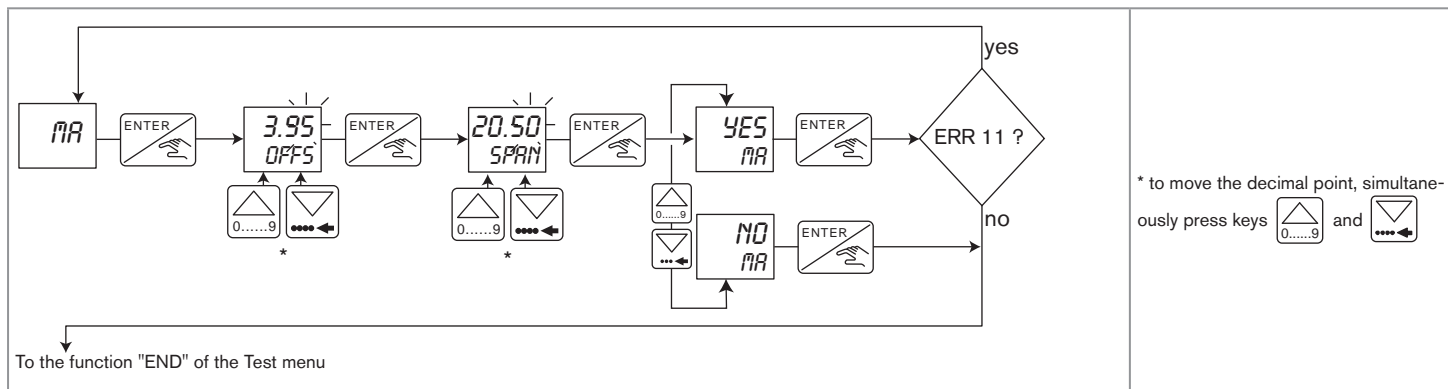 yes
MA
ENTER
3.95
OFFS
ENTER
20.50
SPAN
ENTER
YES
MA
ENTER
ERR 11 ?
0......9
0......9
*
*
0......9
NO
MA
ENTER
no
To the function "END" of the Test menu
* to move the decimal point, simultane-
ously press keys 0......9 and